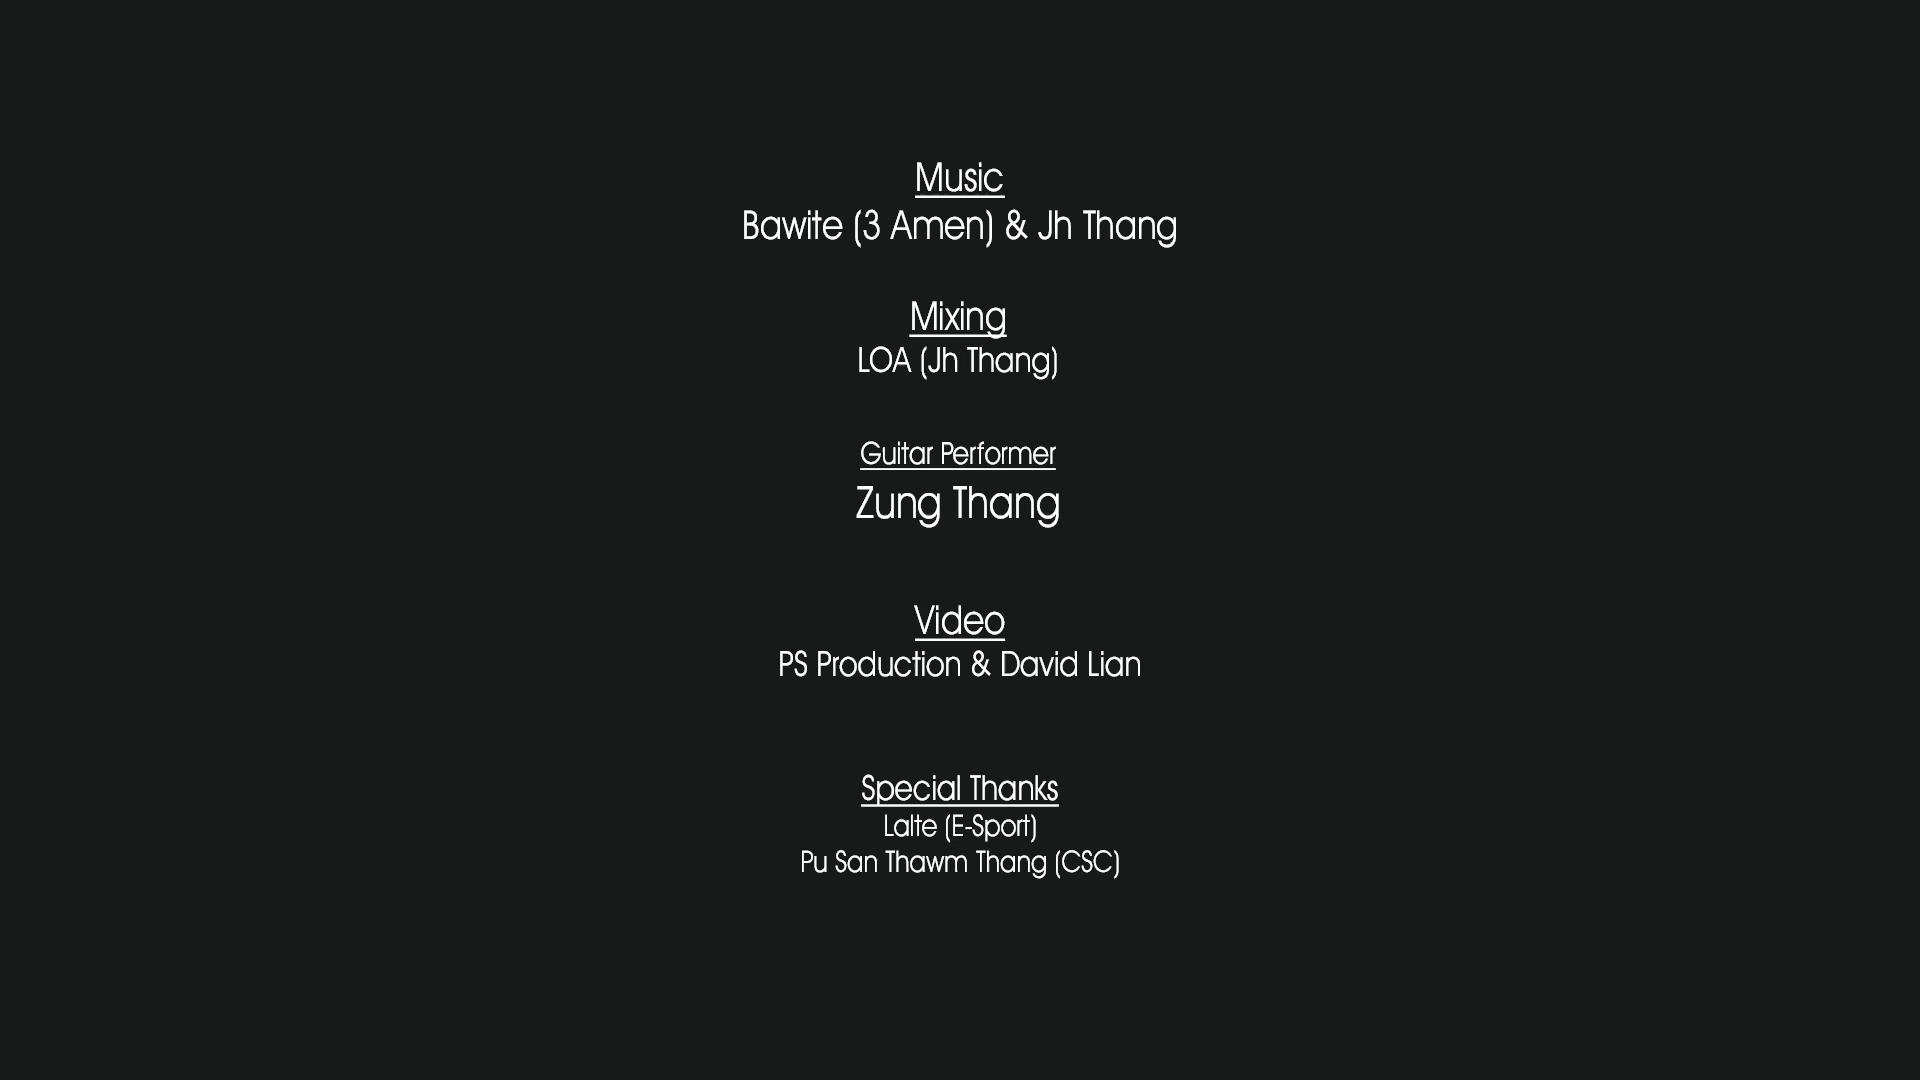 Music
Bawite (3 Amen) & Jh Thang
Mixing
LOA (Jh Thang)
Guitar Performer
Zung Thang
Video
PS Production & David Lian
Special Thanks
Lalte (E-Sport)
Pu San Thawm Thang (CSC)